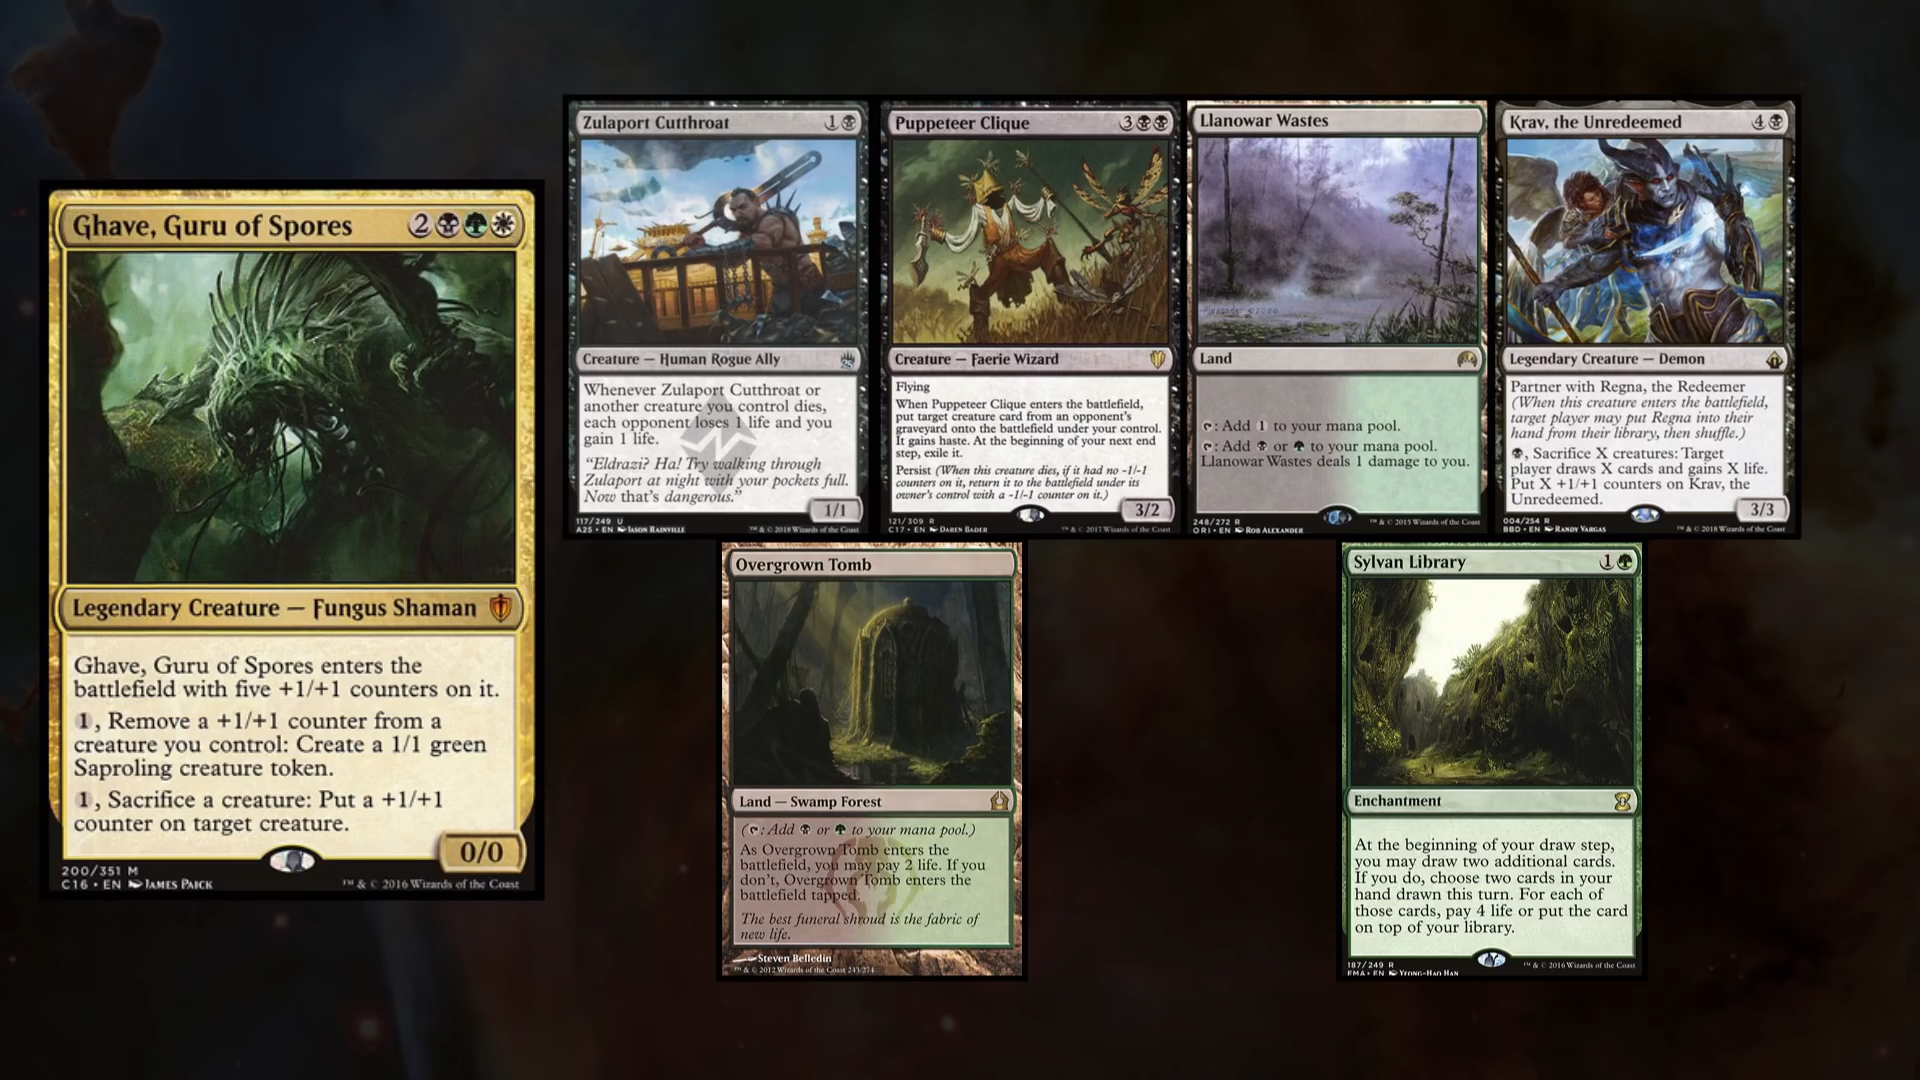 Ghave, Guru of Spores 2
Legendary Creature — Fungus Shaman
Ghave, Guru of Spores enters the
battlefield with five +1/+1 counters on it.
1, Remove a +1/+1 counter from a
creature you control: Create a 1/1 green
Saproling creature token.
1, Sacrifice a creature: Put a +1/+1
counter on target creature.
0/0
200/351 M
C16 • EN James Paick ™ & © 2016 Wizards of the Coast
Zulaport Cutthroat 1
Creature — Human Rogue Ally
Whenever Zulaport Cutthroat or
another creature you control dies,
each opponent loses 1 life and you
gain 1 life.
“Eldrazi? Ha! Try walking through
Zulaport at night with your pockets full.
Now that’s dangerous.”
1/1
117/249 U
A25 • EN Jason Rainville ™ & © 2018 Wizards of the Coast
Puppeteer Clique 3
Creature — Faerie Wizard
Flying
When Puppeteer Clique enters the battlefield,
put target creature card from an opponent’s
graveyard onto the battlefield under your control.
It gains haste. At the beginning of your next end
step, exile it.
Persist (When this creature dies, if it had no -1/-1
counters on it, return it to the battlefield under its
owner’s control with a -1/-1 counter on it.)
3/2
121/309 R
C17 • EN Daren Bader ™ & © 2017 Wizards of the Coast
Llanowar Wastes
Land
: Add 1 to your mana pool.
: Add or to your mana pool.
Llanowar Wastes deals 1 damage to you.
248/272 R
ORI • EN Rob Alexander ™ & © 2015 Wizards of the Coast
Krav, the Unredeemed 4
Legendary Creature — Demon
Partner with Regna, the Redeemer
(When this creature enters the battlefield,
target player may put Regna into their
hand from their library, then shuffle.)
, Sacrifice X creatures: Target
player draws X cards and gains X life.
Put X +1/+1 counters on Krav, the
Unredeemed.
3/3
004/254 R
BBD • EN Randy Vargas ™ & © 2018 Wizards of the Coast
Overgrown Tomb
Land — Swamp Forest
(: Add or to your mana pool.)
As Overgrown Tomb enters the
battlefield, you may pay 2 life. If you
don’t, Overgrown Tomb enters the
battlefield tapped.
The best funeral shroud is the fabric of
new life.
Steven Belledin
™ & © 2012 Wizards of the Coast 243/274
Sylvan Library 1
Enchantment
At the beginning of your draw step,
you may draw two additional cards.
If you do, choose two cards in your
hand drawn this turn. For each of
those cards, pay 4 life or put the card
on top of your library.
187/249 R
EMA • EN Yeong-Hao Han ™ & © 2016 Wizards of the Coast